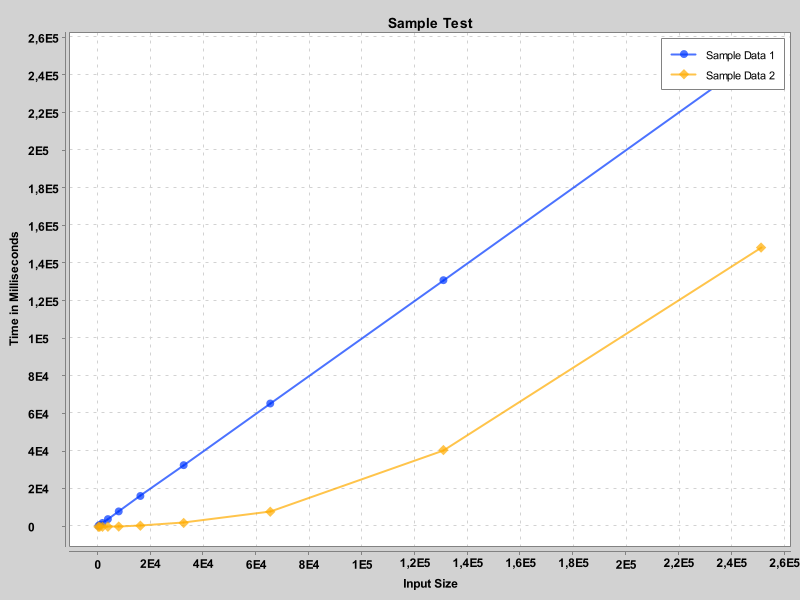 Sample Test
Sample Data 1
Sample Data 2
2,6E5
2,4E5
2,2E5
2E5
1,8E5
1,6E5
1,4E5
1,2E5
1E5
8E4
6E4
4E4
2E4
0
Time in Milliseconds
0 2E4 4E4 6E4 8E4 1E5 1,2E5 1,4E5 1,6E5 1,8E5 2E5 2,2E5 2,4E5 2,6E5
Input Size